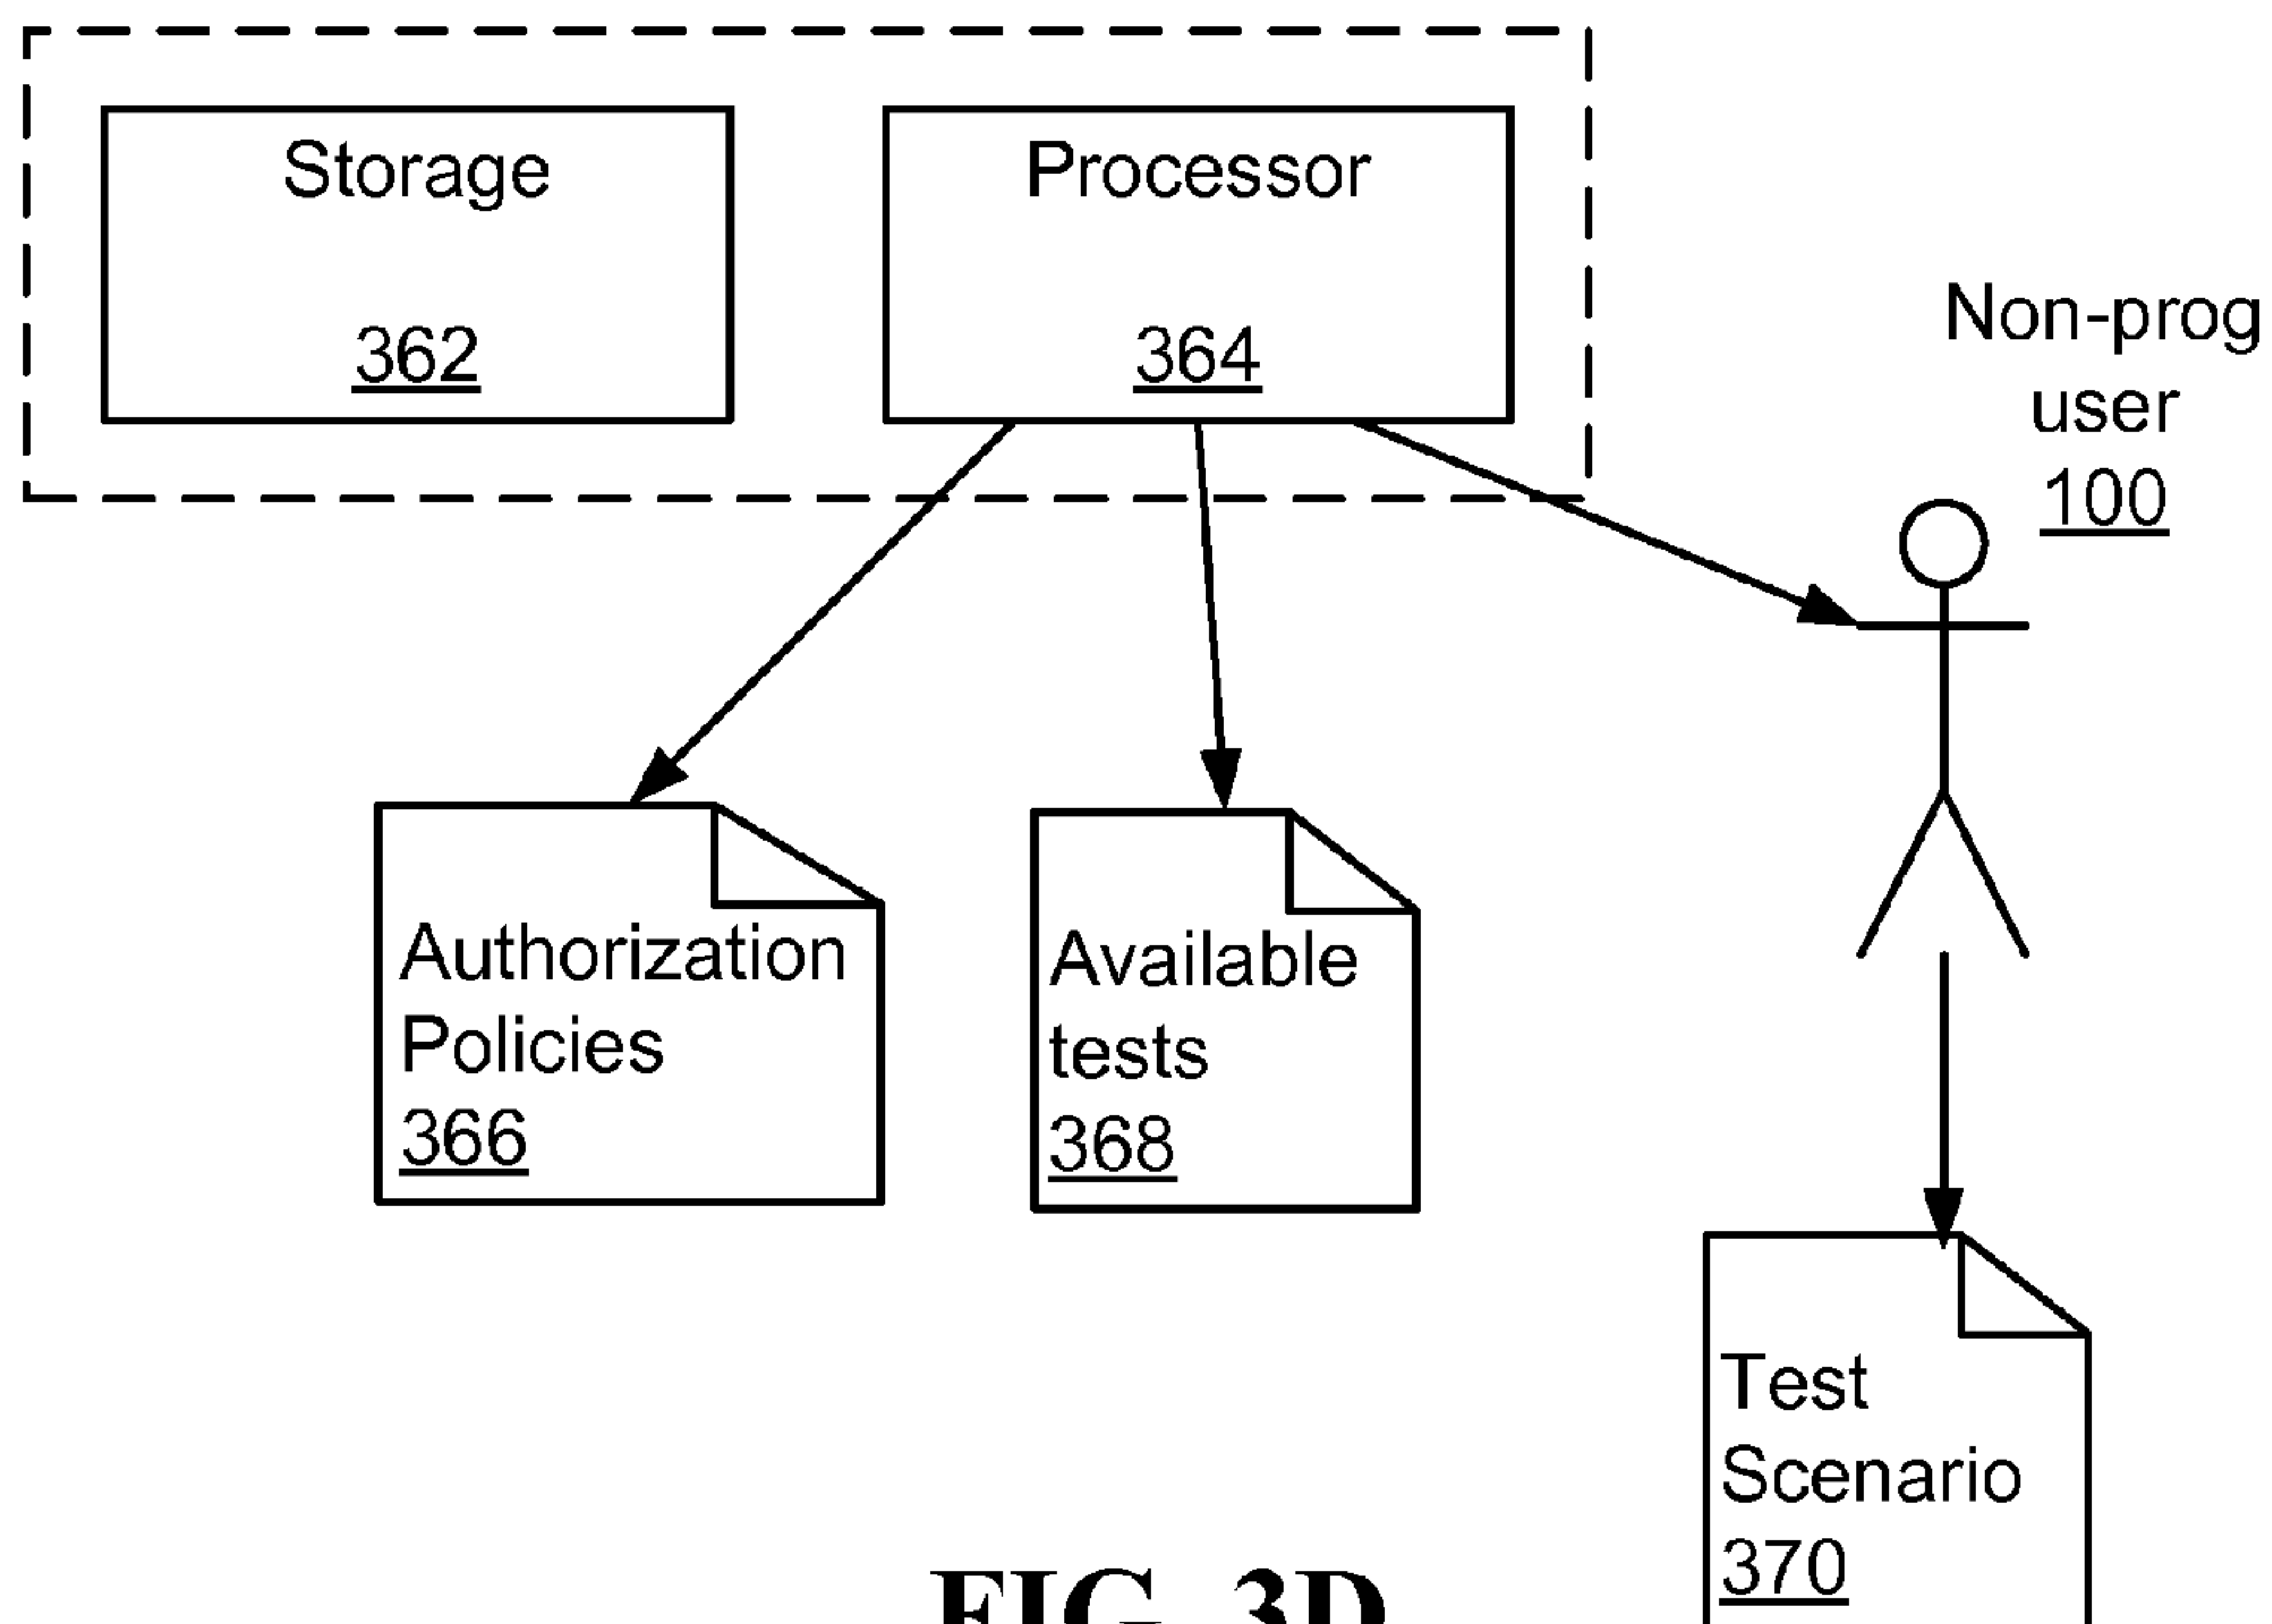 Storage
362
Processor
364
Non-prog
user
100
Authorization
Policies
366
Available
tests
368
Test
Scenario
370
FIG. 3D